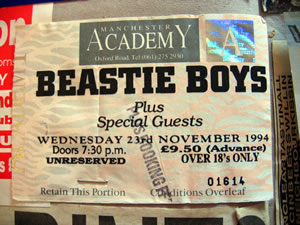 MANCHESTER
ACADEMY
Oxford Road, Tel (061) 275 2930
A
BEASTIE BOYS
Plus
Special Guests
WEDNESDAY 23rd NOVEMBER 1994
Doors 7:30 p.m. £9.50 (Advance)
UNRESERVED OVER 18's ONLY
01614
Retain This Portion Conditions Overleaf